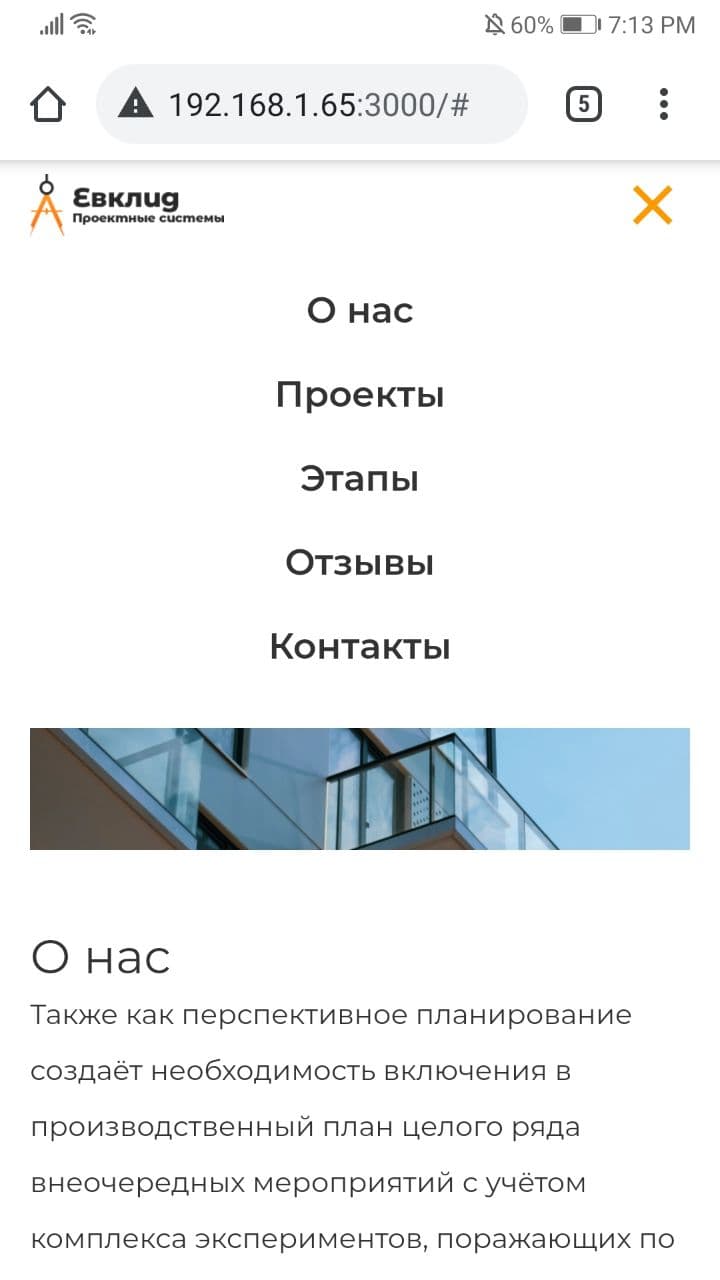 60% 7:13 PM
192.168.1.65:3000/#
5
Евклид
Проектные системы
О нас
Проекты
Этапы
Отзывы
Контакты
О нас
Также как перспективное планирование
создаёт необходимость включения в
производственный план целого ряда
внеочередных мероприятий с учётом
комплекса экспериментов, поражающих по